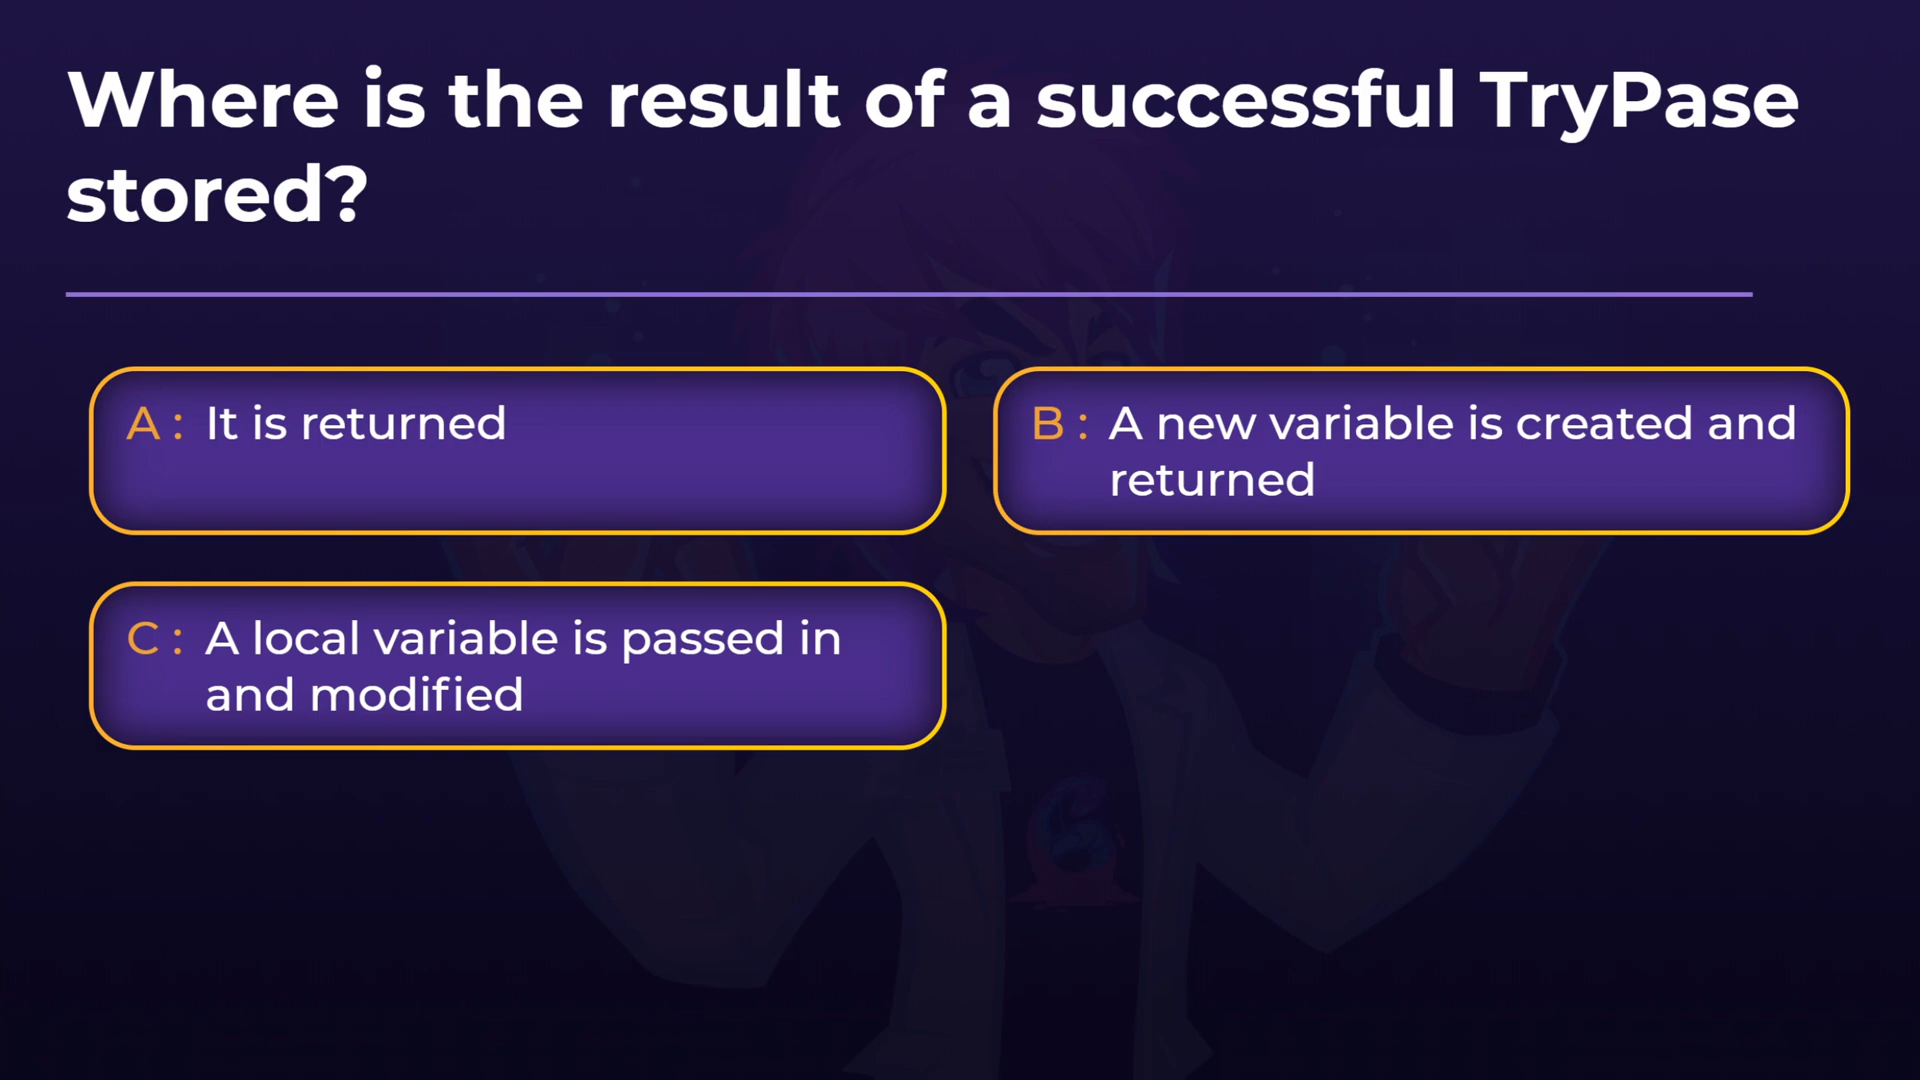 Where is the result of a successful TryPase
stored?
A : It is returned
B : A new variable is created and
returned
C : A local variable is passed in
and modified